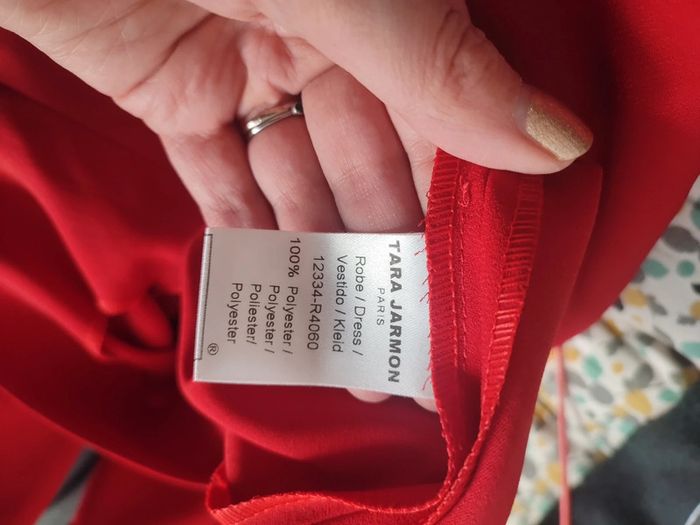 TARA JARMON
PARIS
Robe / Dress /
Vestido / Kleid
12334-R4060
100% Polyester /
Polyester /
Poliester/
Polyester
®